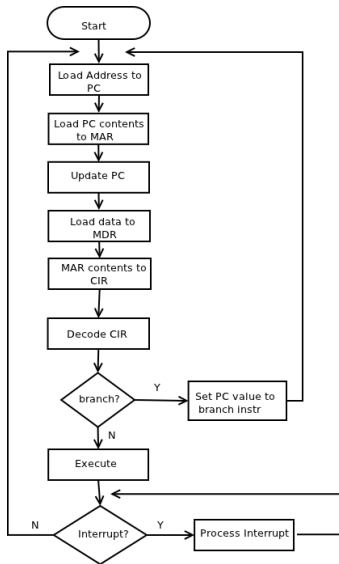 Start
Load Address to
PC
Load PC contents
to MAR
Update PC
Load data to
MDR
MAR contents to
CIR
Decode CIR
branch?
Y
Set PC value to
branch instr
N
Execute
N
Interrupt?
Y
Process Interrupt